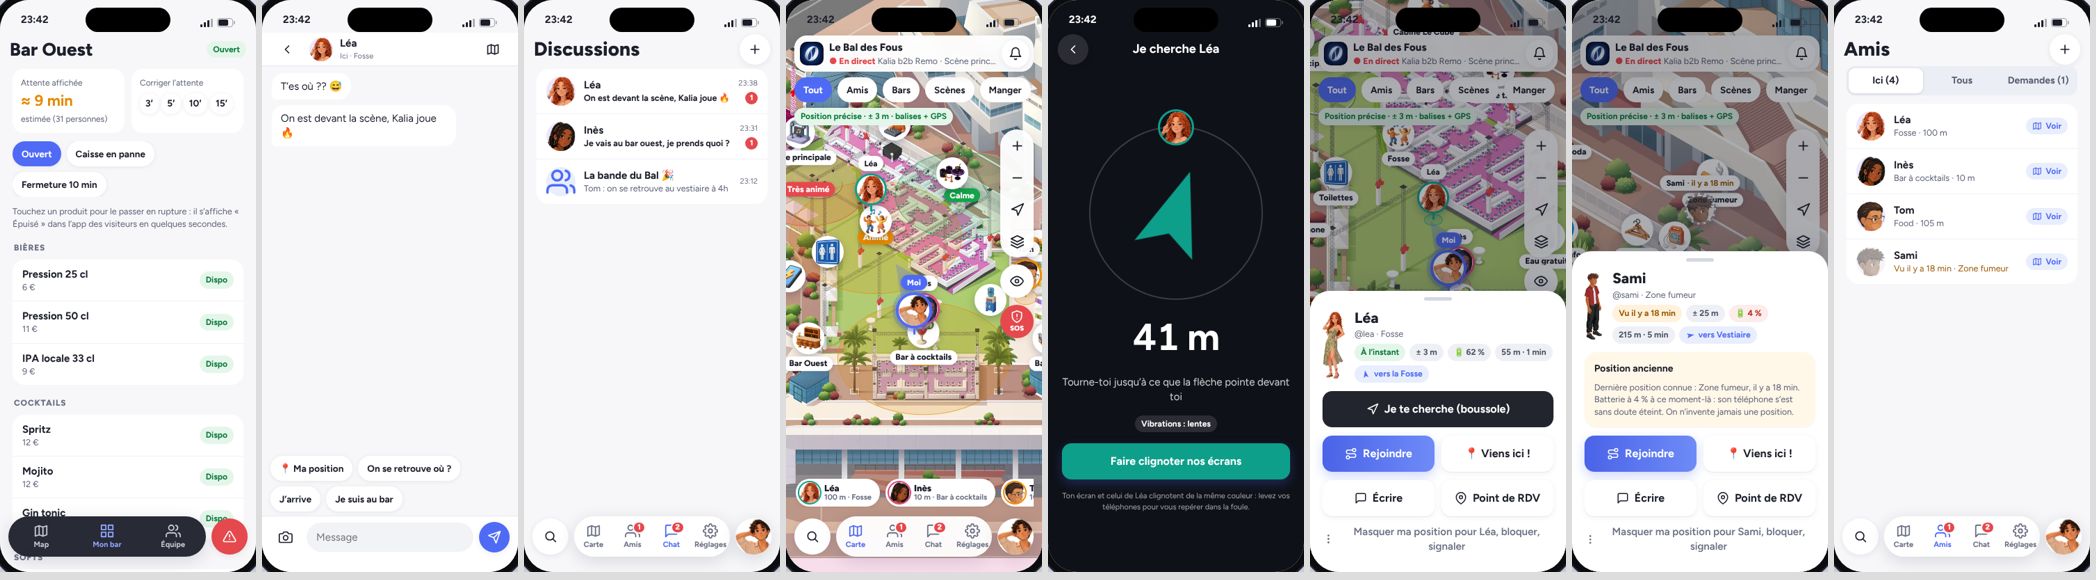 23:42
Bar Ouest
Ouvert
Attente affichée
≈ 9 min
estimée (31 personnes)
Corriger l'attente
3' 5' 10' 15'
Ouvert
Caisse en panne
Fermeture 10 min
Touchez un produit pour le passer en rupture : il s'affiche «
Épuisé » dans l'app des visiteurs en quelques secondes.
BIÈRES
Pression 25 cl
6 €
Dispo
Pression 50 cl
11 €
Dispo
IPA locale 33 cl
9 €
Dispo
COCKTAILS
Spritz
12 €
Dispo
Mojito
12 €
Dispo
Gin tonic
Dispo
SOFTS
Map
Mon bar
Équipe
23:42
Léa
Ici · Fosse
T'es où ?? 😅
On est devant la scène, Kalia joue
🔥
📍 Ma position
On se retrouve où ?
J'arrive
Je suis au bar
Message
23:42
Discussions
Léa
23:38
On est devant la scène, Kalia joue 🔥
1
Inès
23:31
Je vais au bar ouest, je prends quoi ?
1
La bande du Bal 🎉
23:12
Tom : on se retrouve au vestiaire à 4h
Carte
Amis
1
Chat
2
Réglages
23:42
Le Bal des Fous
En direct Kalia b2b Remo · Scène princ...
Tout
Amis
Bars
Scènes
Manger
Position précise · ± 3 m · balises + GPS
e principale
Léa
Très animé
Calme
Animé
Moi
SOS
Bar à cocktails
Bar Ouest
Léa
100 m · Fosse
Inès
10 m · Bar à cocktails
Carte
Amis
1
Chat
2
Réglages
23:42
Je cherche Léa
41 m
Tourne-toi jusqu'à ce que la flèche pointe devant
toi
Vibrations : lentes
Faire clignoter nos écrans
Ton écran et celui de Léa clignotent de la même couleur : levez vos
téléphones pour vous repérer dans la foule.
23:42
Le Bal des Fous
En direct Kalia b2b Remo · Scène princ...
Tout
Amis
Bars
Scènes
Manger
Position précise · ± 3 m · balises + GPS
Fosse
Léa
Toilettes
Moi
Eau gratuit
Léa
@lea · Fosse
À l'instant
± 3 m
🔋 62 %
55 m · 1 min
vers la Fosse
Je te cherche (boussole)
Rejoindre
📍 Viens ici !
Écrire
Point de RDV
Masquer ma position pour Léa, bloquer,
signaler
23:42
Le Bal des Fous
En direct Kalia b2b Remo · Scène princ...
Tout
Amis
Bars
Scènes
Manger
Position précise · ± 3 m · balises + GPS
Sami · il y a 18 min
Sami
@sami · Zone fumeur
Vu il y a 18 min
± 25 m
🔋 4 %
215 m · 5 min
vers Vestiaire
Position ancienne
Dernière position connue : Zone fumeur, il y a 18 min.
Batterie à 4 % à ce moment-là : son téléphone s'est
sans doute éteint. On n'invente jamais une position.
Rejoindre
📍 Viens ici !
Écrire
Point de RDV
Masquer ma position pour Sami, bloquer,
signaler
23:42
Amis
Ici (4)
Tous
Demandes (1)
Léa
Fosse · 100 m
Voir
Inès
Bar à cocktails · 10 m
Voir
Tom
Food · 105 m
Voir
Sami
Vu il y a 18 min · Zone fumeur
Voir
Carte
Amis
1
Chat
2
Réglages